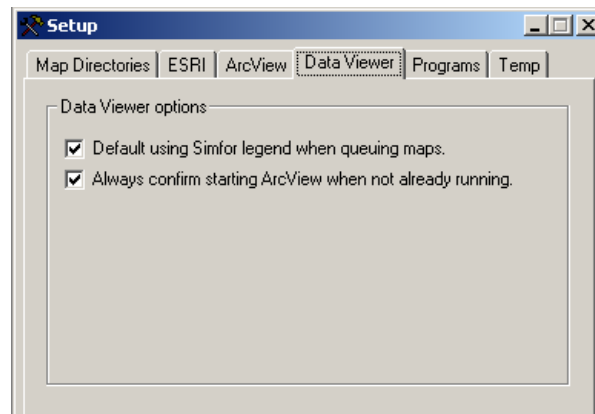 Setup
Map Directories ESRI ArcView Data Viewer Programs Temp
Data Viewer options
Default using Simfor legend when queuing maps.
Always confirm starting ArcView when not already running.